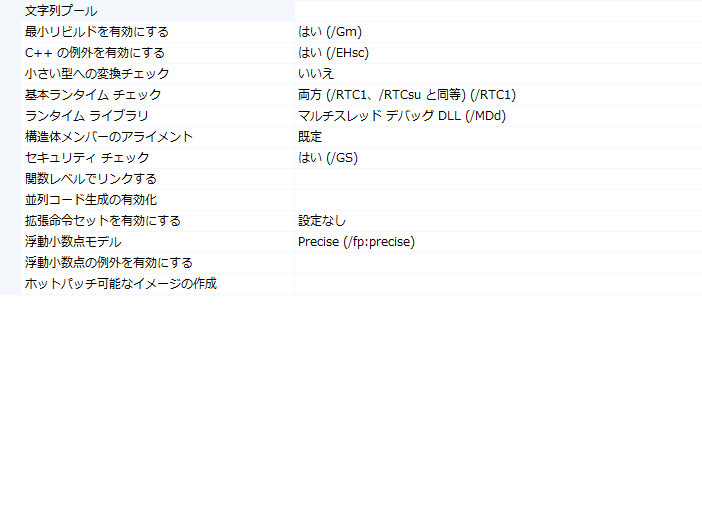 文字列プール
最小リビルドを有効にする はい (/Gm)
C++ の例外を有効にする はい (/EHsc)
小さい型への変換チェック いいえ
基本ランタイム チェック 両方 (/RTC1、/RTCsu と同等) (/RTC1)
ランタイム ライブラリ マルチスレッド デバッグ DLL (/MDd)
構造体メンバーのアライメント 既定
セキュリティ チェック はい (/GS)
関数レベルでリンクする
並列コード生成の有効化
拡張命令セットを有効にする 設定なし
浮動小数点モデル Precise (/fp:precise)
浮動小数点の例外を有効にする
ホットパッチ可能なイメージの作成